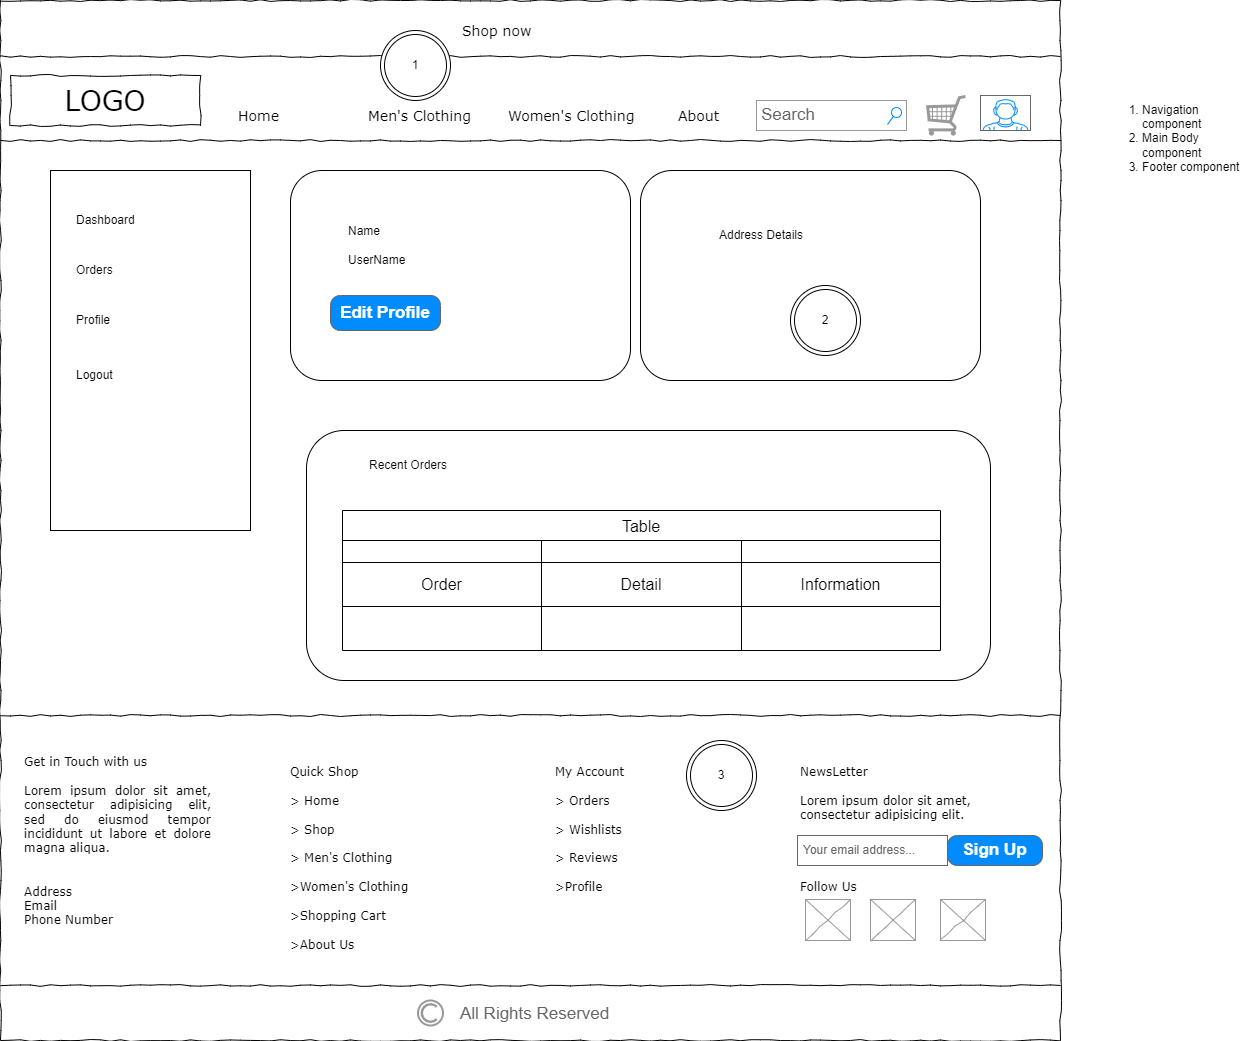 Shop now
1
LOGO
Home
Men's Clothing
Women's Clothing
About
Search
1. Navigation
component
2. Main Body
component
3. Footer component
Dashboard
Orders
Profile
Logout
Name
UserName
Edit Profile
Address Details
2
Recent Orders
Table
Order
Detail
Information
Get in Touch with us
Lorem ipsum dolor sit amet,
consectetur adipisicing elit,
sed do eiusmod tempor
incididunt ut labore et dolore
magna aliqua.
Address
Email
Phone Number
Quick Shop
> Home
> Shop
> Men's Clothing
>Women's Clothing
>Shopping Cart
>About Us
My Account
> Orders
> Wishlists
> Reviews
>Profile
3
NewsLetter
Lorem ipsum dolor sit amet,
consectetur adipisicing elit.
Your email address...
Sign Up
Follow Us
© All Rights Reserved